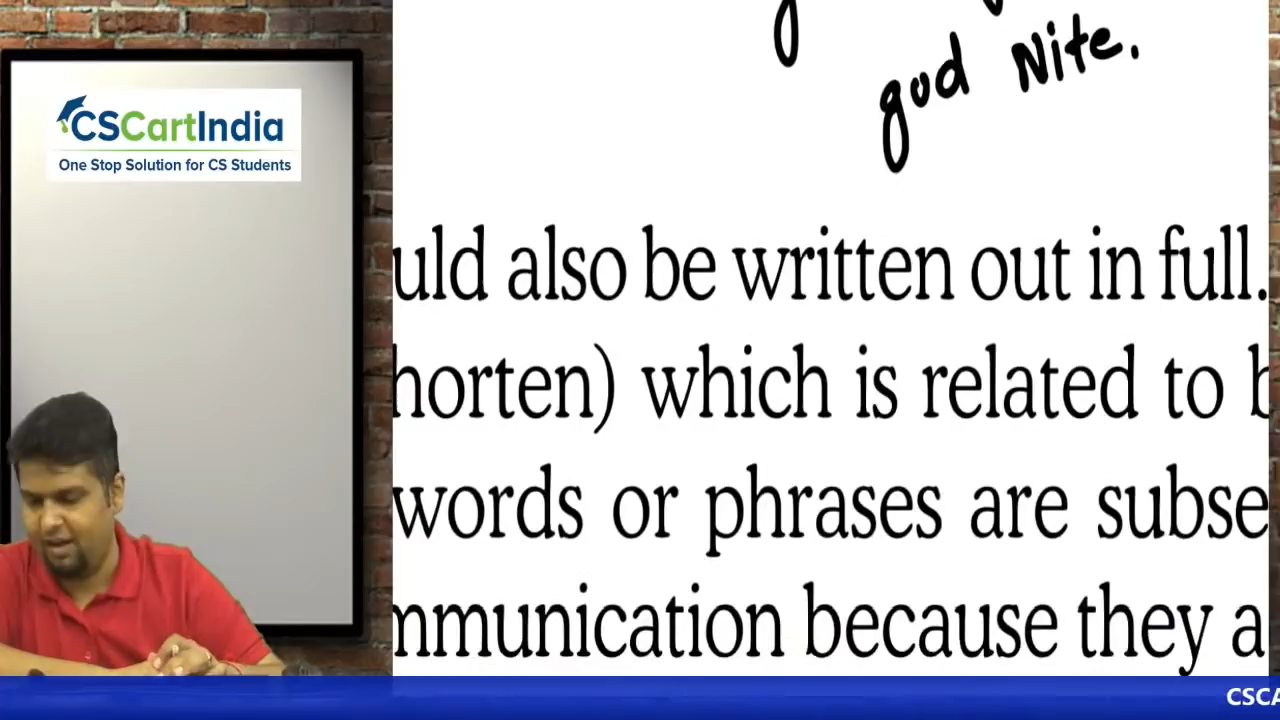 gud Nite.
CSCartIndia
One Stop Solution for CS Students
uld also be written out in full.
horten) which is related to b
words or phrases are subse
mmunication because they a
CSCA